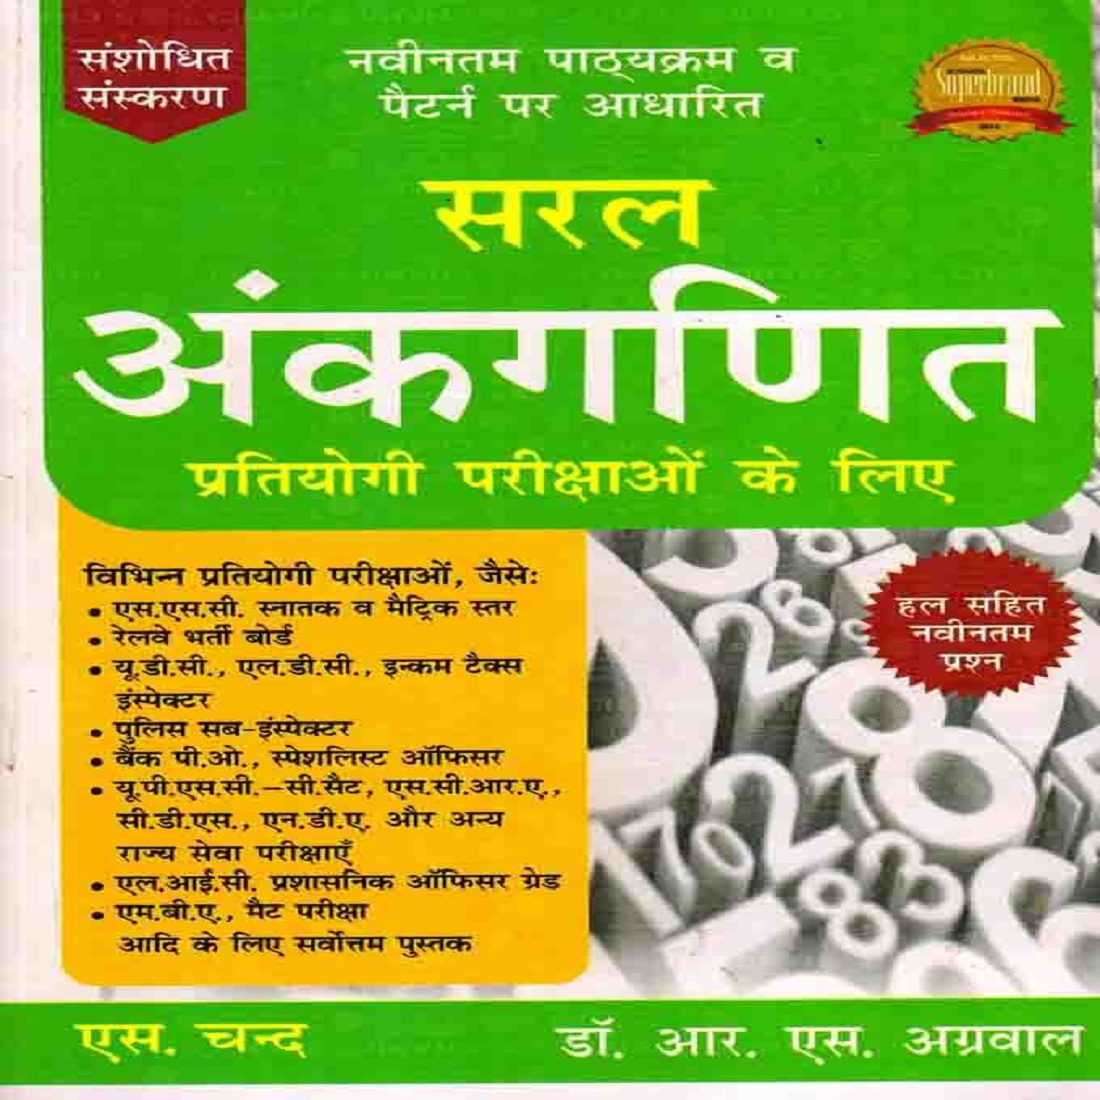 संशोधित
संस्करण
नवीनतम पाठ्यक्रम व
पैटर्न पर आधारित
Superbrand
सरल
अंकगणित
प्रतियोगी परीक्षाओं के लिए
विभिन्न प्रतियोगी परीक्षाओं, जैसे:
• एस.एस.सी. स्नातक व मैट्रिक स्तर
• रेलवे भर्ती बोर्ड
• यू.डी.सी., एल.डी.सी., इन्कम टैक्स
इंस्पेक्टर
• पुलिस सब-इंस्पेक्टर
• बैंक पी.ओ., स्पेशलिस्ट ऑफिसर
• यू.पी.एस.सी.–सी.सैट, एस.सी.आर.ए.,
सी.डी.एस., एन.डी.ए. और अन्य
राज्य सेवा परीक्षाएँ
• एल.आई.सी. प्रशासनिक ऑफिसर ग्रेड
• एम.बी.ए., मैट परीक्षा
आदि के लिए सर्वोत्तम पुस्तक
हल सहित
नवीनतम
प्रश्न
एस. चन्द
डॉ. आर. एस. अग्रवाल